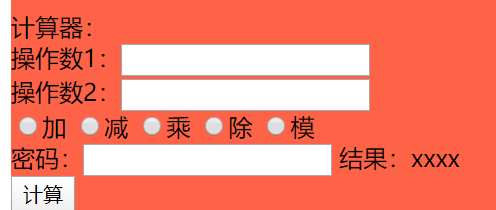 计算器：
操作数1：
操作数2：
加 减 乘 除 模
密码： 结果：xxxx
计算